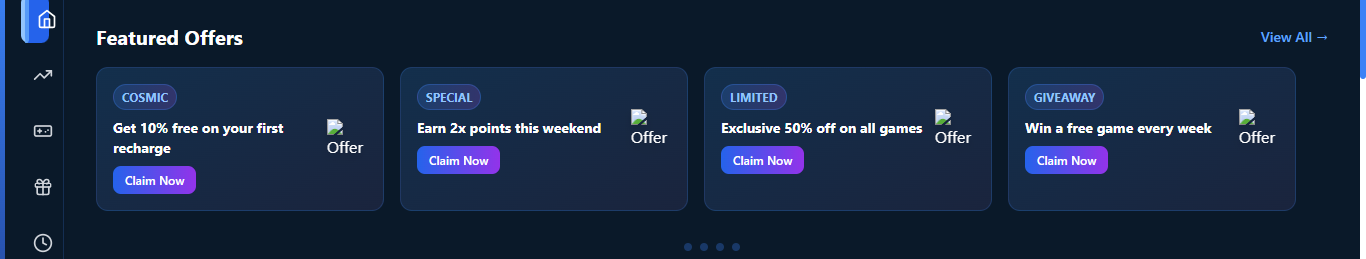 Featured Offers
View All →
COSMIC
Get 10% free on your first
recharge
Offer
Claim Now
SPECIAL
Earn 2x points this weekend
Offer
Claim Now
LIMITED
Exclusive 50% off on all games
Offer
Claim Now
GIVEAWAY
Win a free game every week
Offer
Claim Now